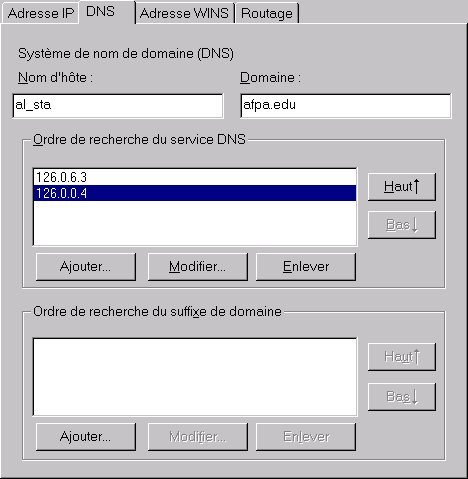 Adresse IP DNS Adresse WINS Routage
Système de nom de domaine (DNS)
Nom d'hôte : Domaine :
al_sta afpa.edu
Ordre de recherche du service DNS
126.0.6.3
126.0.0.4
Haut↑
Bas↓
Ajouter... Modifier... Enlever
Ordre de recherche du suffixe de domaine
Haut↑
Bas↓
Ajouter... Modifier... Enlever